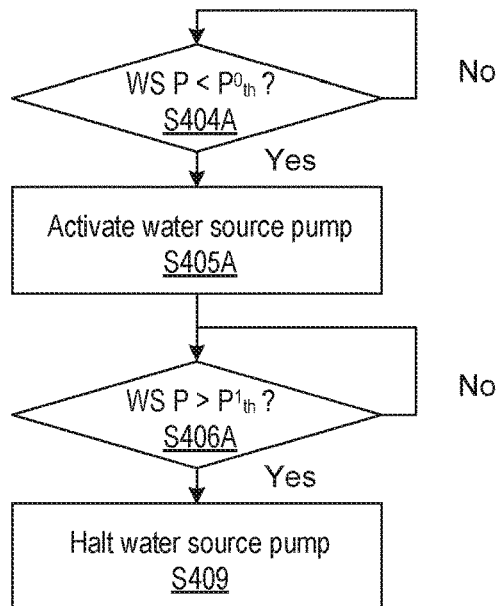 WS P < P⁰th ?
S404A
No
Yes
Activate water source pump
S405A
WS P > P¹th ?
S406A
No
Yes
Halt water source pump
S409